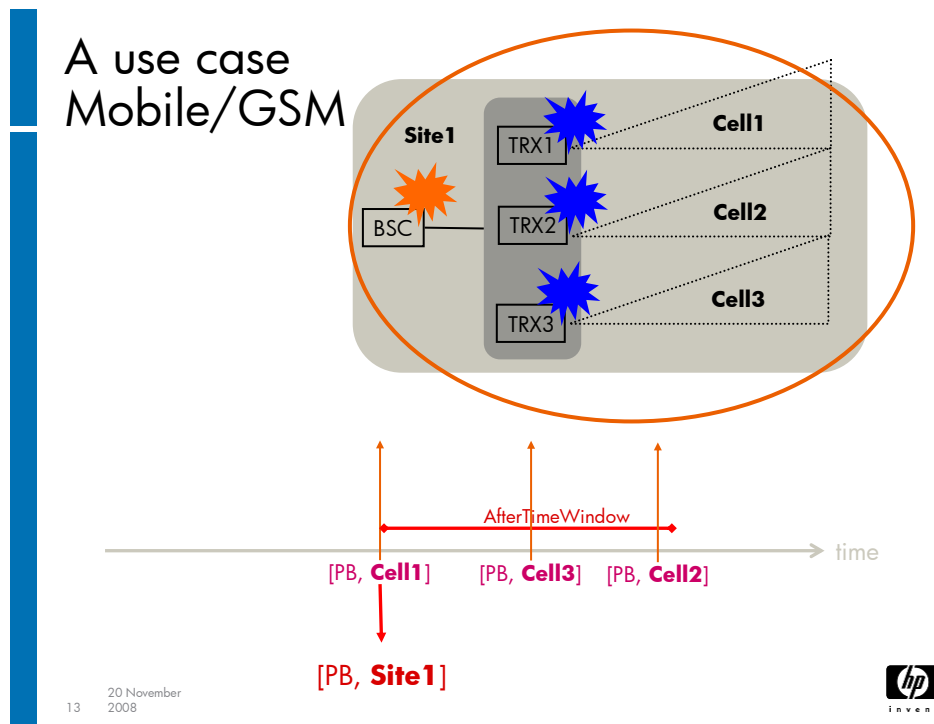 A use case
Mobile/GSM
Site1
TRX1
Cell1
BSC
TRX2
Cell2
TRX3
Cell3
AfterTimeWindow
time
[PB, Cell1]
[PB, Cell3]
[PB, Cell2]
[PB, Site1]
13
20 November
2008
hp
i n v e n